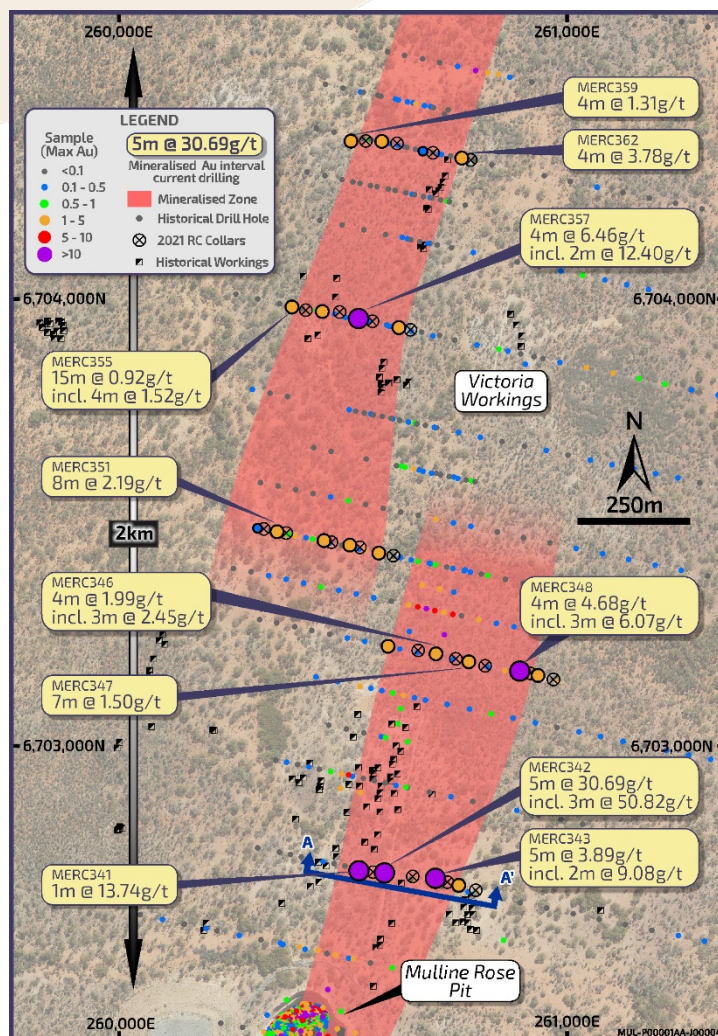 260,000E
261,000E
LEGEND
Sample
(Max Au)
<0.1
0.1 - 0.5
0.5 - 1
1 - 5
5 - 10
>10
5m @ 30.69g/t
Mineralised Au interval
current drilling
Mineralised Zone
Historical Drill Hole
2021 RC Collars
Historical Workings
MERC359
4m @ 1.31g/t
MERC362
4m @ 3.78g/t
MERC357
4m @ 6.46g/t
incl. 2m @ 12.40g/t
6,704,000N
6,704,000N
MERC355
15m @ 0.92g/t
incl. 4m @ 1.52g/t
Victoria
Workings
N
250m
MERC351
8m @ 2.19g/t
2km
MERC346
4m @ 1.99g/t
incl. 3m @ 2.45g/t
MERC348
4m @ 4.68g/t
incl. 3m @ 6.07g/t
MERC347
7m @ 1.50g/t
6,703,000N
6,703,000N
MERC342
5m @ 30.69g/t
incl. 3m @ 50.82g/t
MERC343
5m @ 3.89g/t
incl. 2m @ 9.08g/t
MERC341
1m @ 13.74g/t
A
A'
Mulline Rose
Pit
260,000E
261,000E